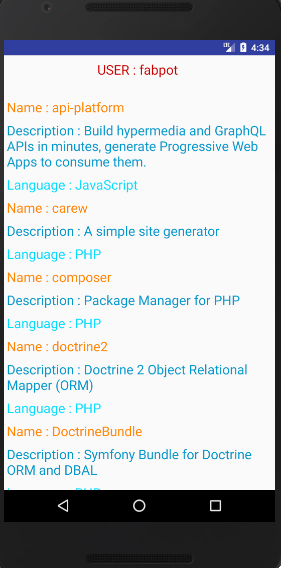 4:34
USER : fabpot
Name : api-platform
Description : Build hypermedia and GraphQL
APIs in minutes, generate Progressive Web
Apps to consume them.
Language : JavaScript
Name : carew
Description : A simple site generator
Language : PHP
Name : composer
Description : Package Manager for PHP
Language : PHP
Name : doctrine2
Description : Doctrine 2 Object Relational
Mapper (ORM)
Language : PHP
Name : DoctrineBundle
Description : Symfony Bundle for Doctrine
ORM and DBAL